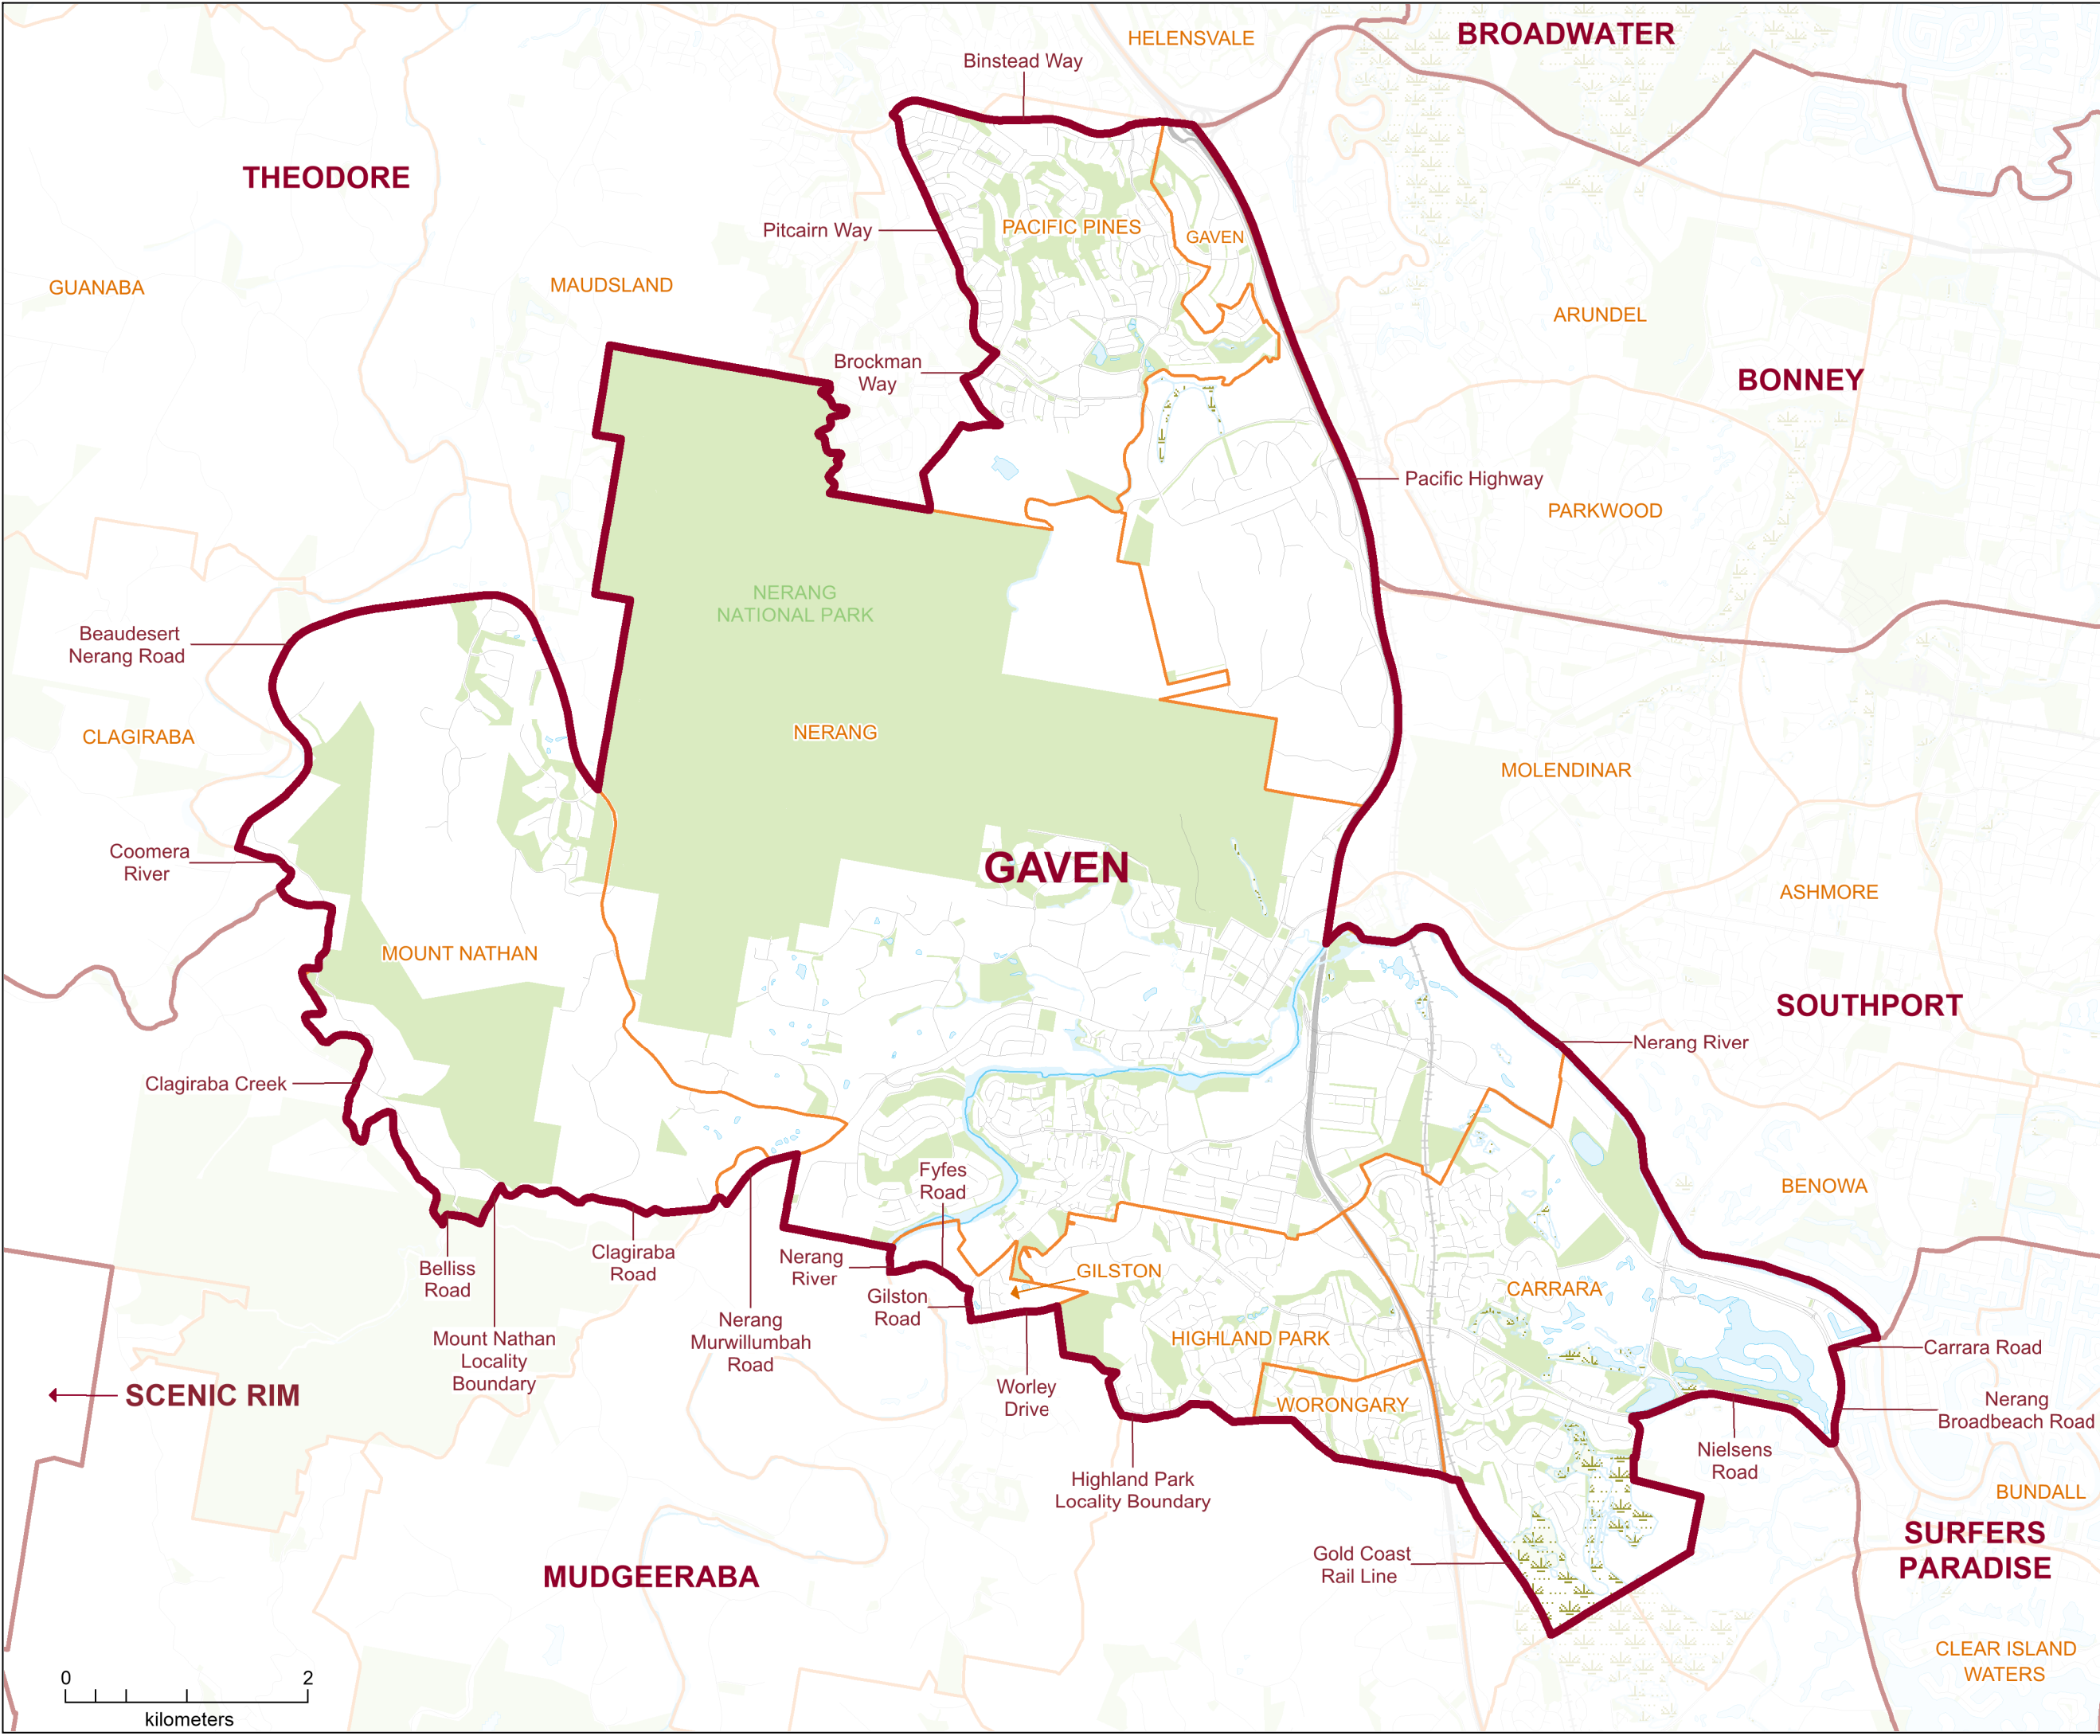 BROADWATER
HELENSVALE
Binstead Way
THEODORE
Pitcairn Way
PACIFIC PINES
GAVEN
GUANABA
MAUDSLAND
ARUNDEL
Brockman
Way
BONNEY
Pacific Highway
PARKWOOD
NERANG
NATIONAL PARK
Beaudesert
Nerang Road
CLAGIRABA
NERANG
MOLENDINAR
Coomera
River
GAVEN
ASHMORE
MOUNT NATHAN
SOUTHPORT
Nerang River
Clagiraba Creek
Fyfes
Road
BENOWA
Belliss
Road
Clagiraba
Road
Nerang
River
GILSTON
Gilston
Road
CARRARA
Mount Nathan
Locality
Boundary
Nerang
Murwillumbah
Road
HIGHLAND PARK
Carrara Road
SCENIC RIM
Worley
Drive
WORONGARY
Nerang
Broadbeach Road
Nielsens
Road
Highland Park
Locality Boundary
BUNDALL
SURFERS
PARADISE
Gold Coast
Rail Line
MUDGEERABA
CLEAR ISLAND
WATERS
0 2
kilometers